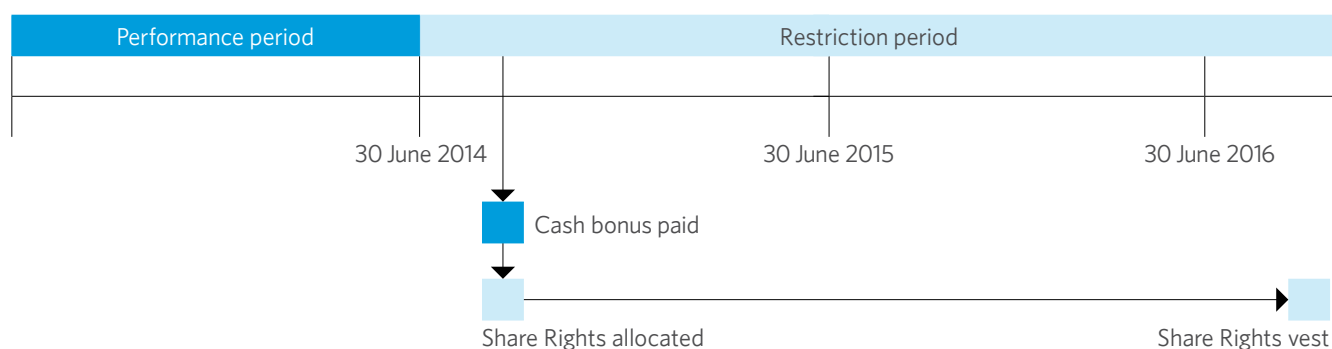 Performance period
Restriction period
30 June 2014
30 June 2015
30 June 2016
Cash bonus paid
Share Rights allocated
Share Rights vest